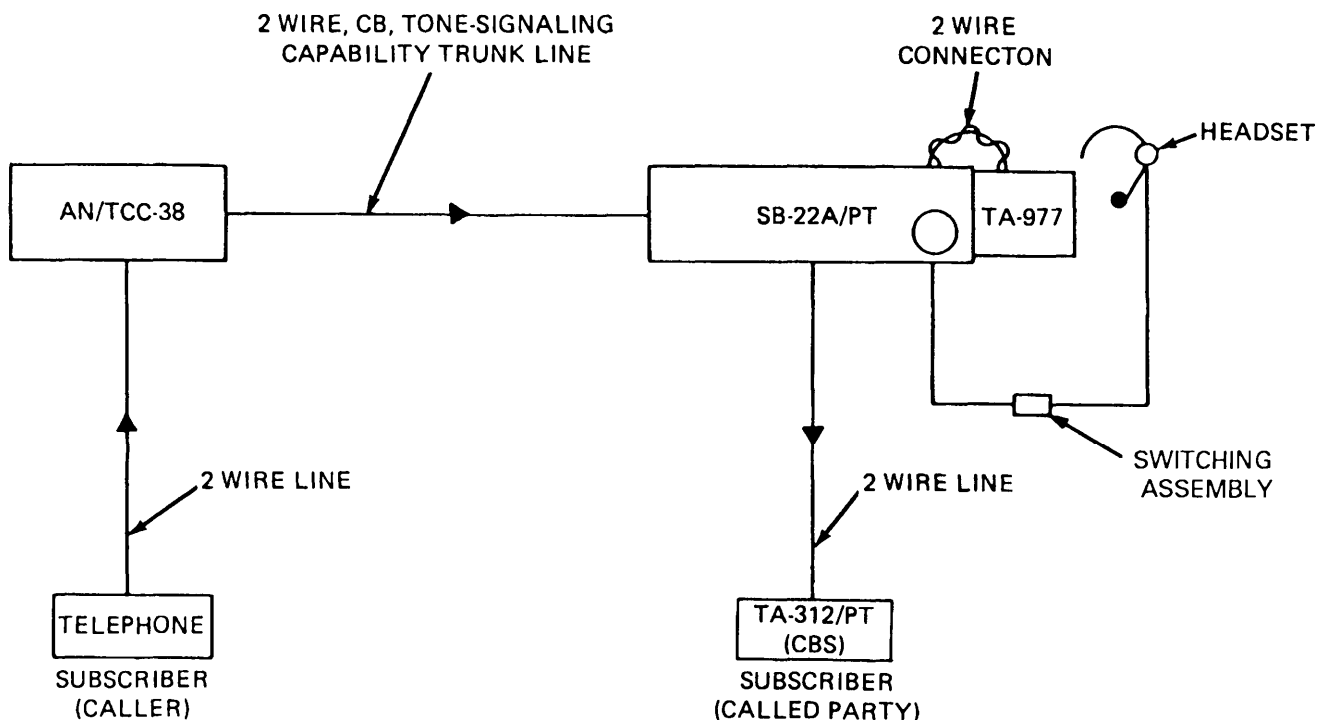 2 WIRE, CB, TONE-SIGNALING
CAPABILITY TRUNK LINE
2 WIRE
CONNECTON
HEADSET
AN/TCC-38
SB-22A/PT
TA-977
SWITCHING
ASSEMBLY
2 WIRE LINE
2 WIRE LINE
TELEPHONE
SUBSCRIBER
(CALLER)
TA-312/PT
(CBS)
SUBSCRIBER
(CALLED PARTY)